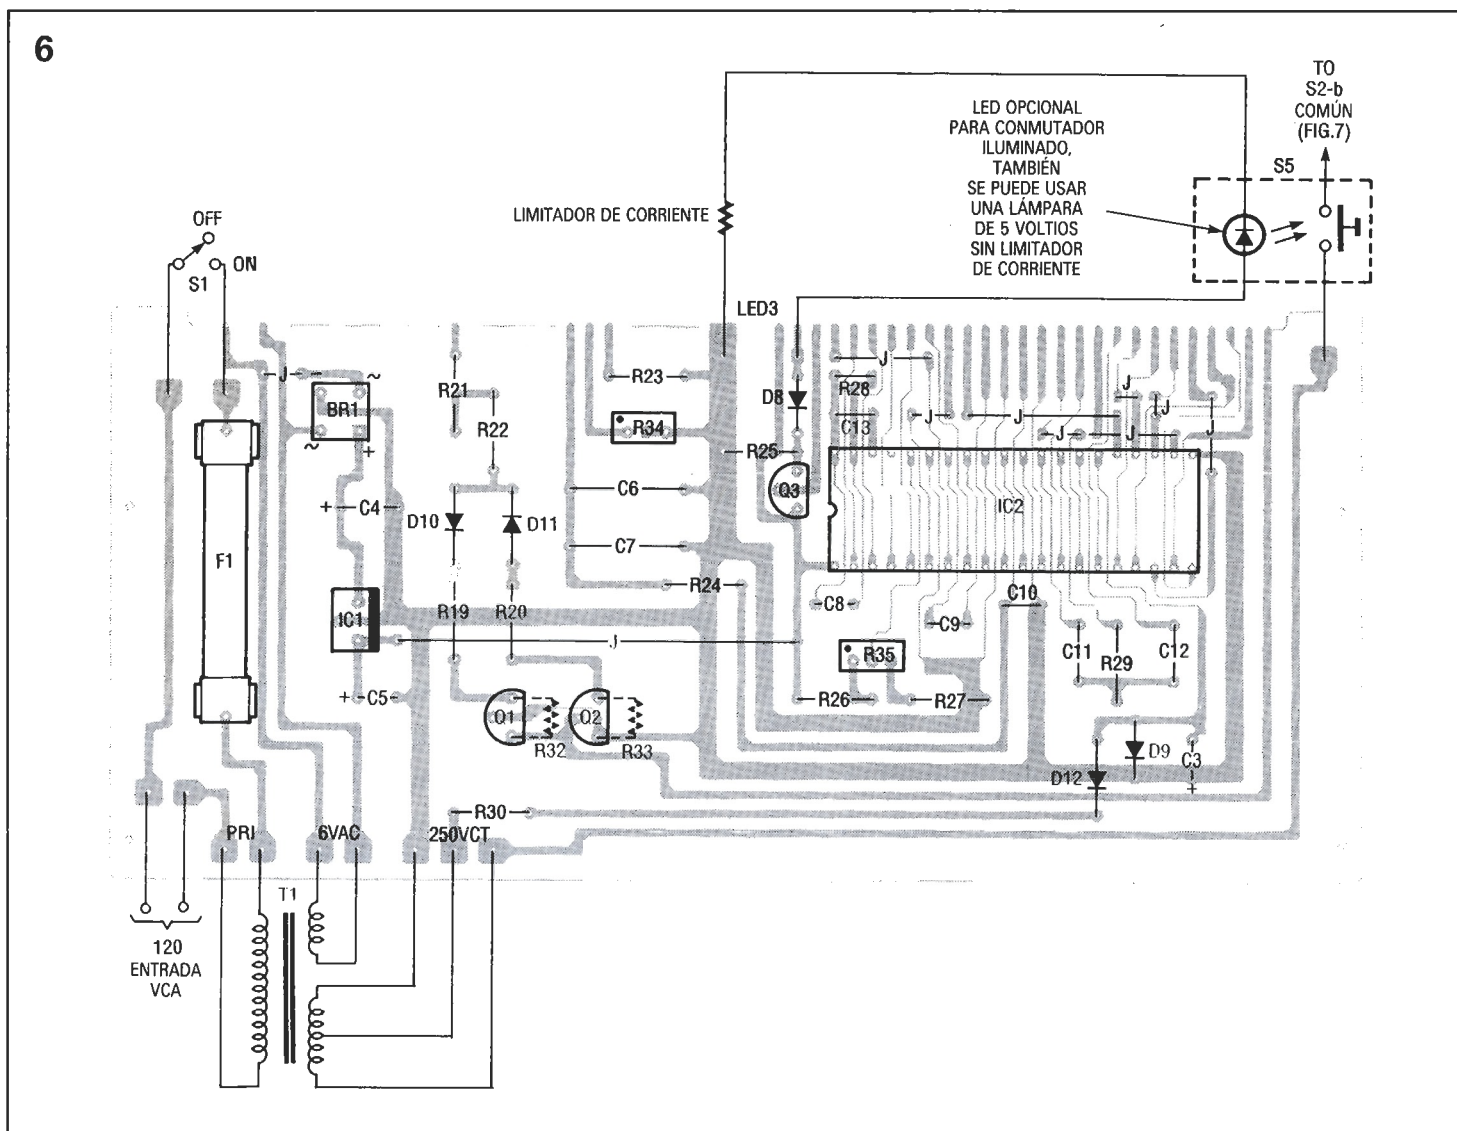 6
TO
S2-b
COMÚN
(FIG.7)
LED OPCIONAL
PARA CONMUTADOR
ILUMINADO,
TAMBIÉN
SE PUEDE USAR
UNA LÁMPARA
DE 5 VOLTIOS
SIN LIMITADOR
DE CORRIENTE
S5
LIMITADOR DE CORRIENTE
OFF
ON
S1
LED3
J
~
R21
R23
D8
J
R28
J
BR1
R22
R34
C13
J
J
J
J
J
J
~
+
R25
+
C4
C6
Q3
IC2
D10
D11
F1
C7
R24
IC1
R19
R20
C8
C10
C9
J
R35
C11
R29
C12
+
C5
R26
R27
Q1
Q2
R32
R33
D12
D9
C3
+
R30
PRI
6VAC
250VCT
T1
120
ENTRADA
VCA